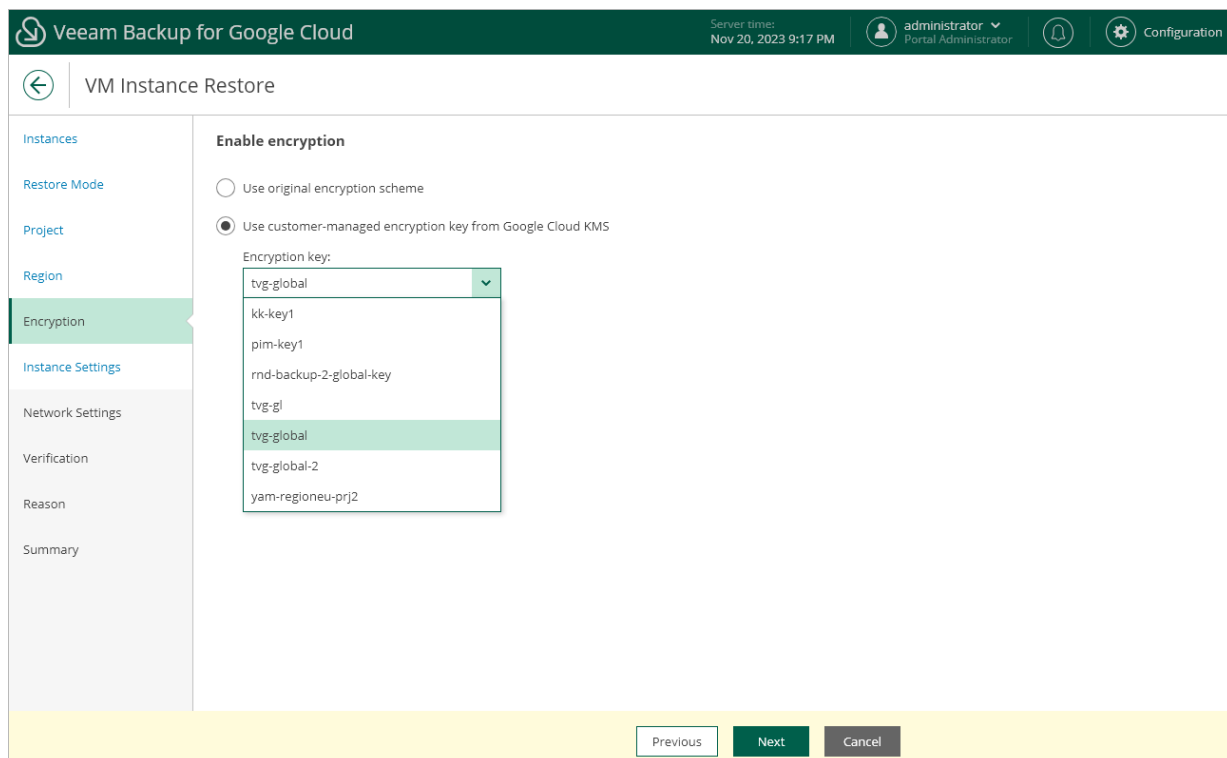 Veeam Backup for Google Cloud
Server time:
Nov 20, 2023 9:17 PM
administrator
Portal Administrator
Configuration
VM Instance Restore
Instances
Restore Mode
Project
Region
Encryption
Instance Settings
Network Settings
Verification
Reason
Summary
Enable encryption
Use original encryption scheme
Use customer-managed encryption key from Google Cloud KMS
Encryption key:
tvg-global
kk-key1
pim-key1
rnd-backup-2-global-key
tvg-gl
tvg-global
tvg-global-2
yam-regioneu-prj2
Previous
Next
Cancel